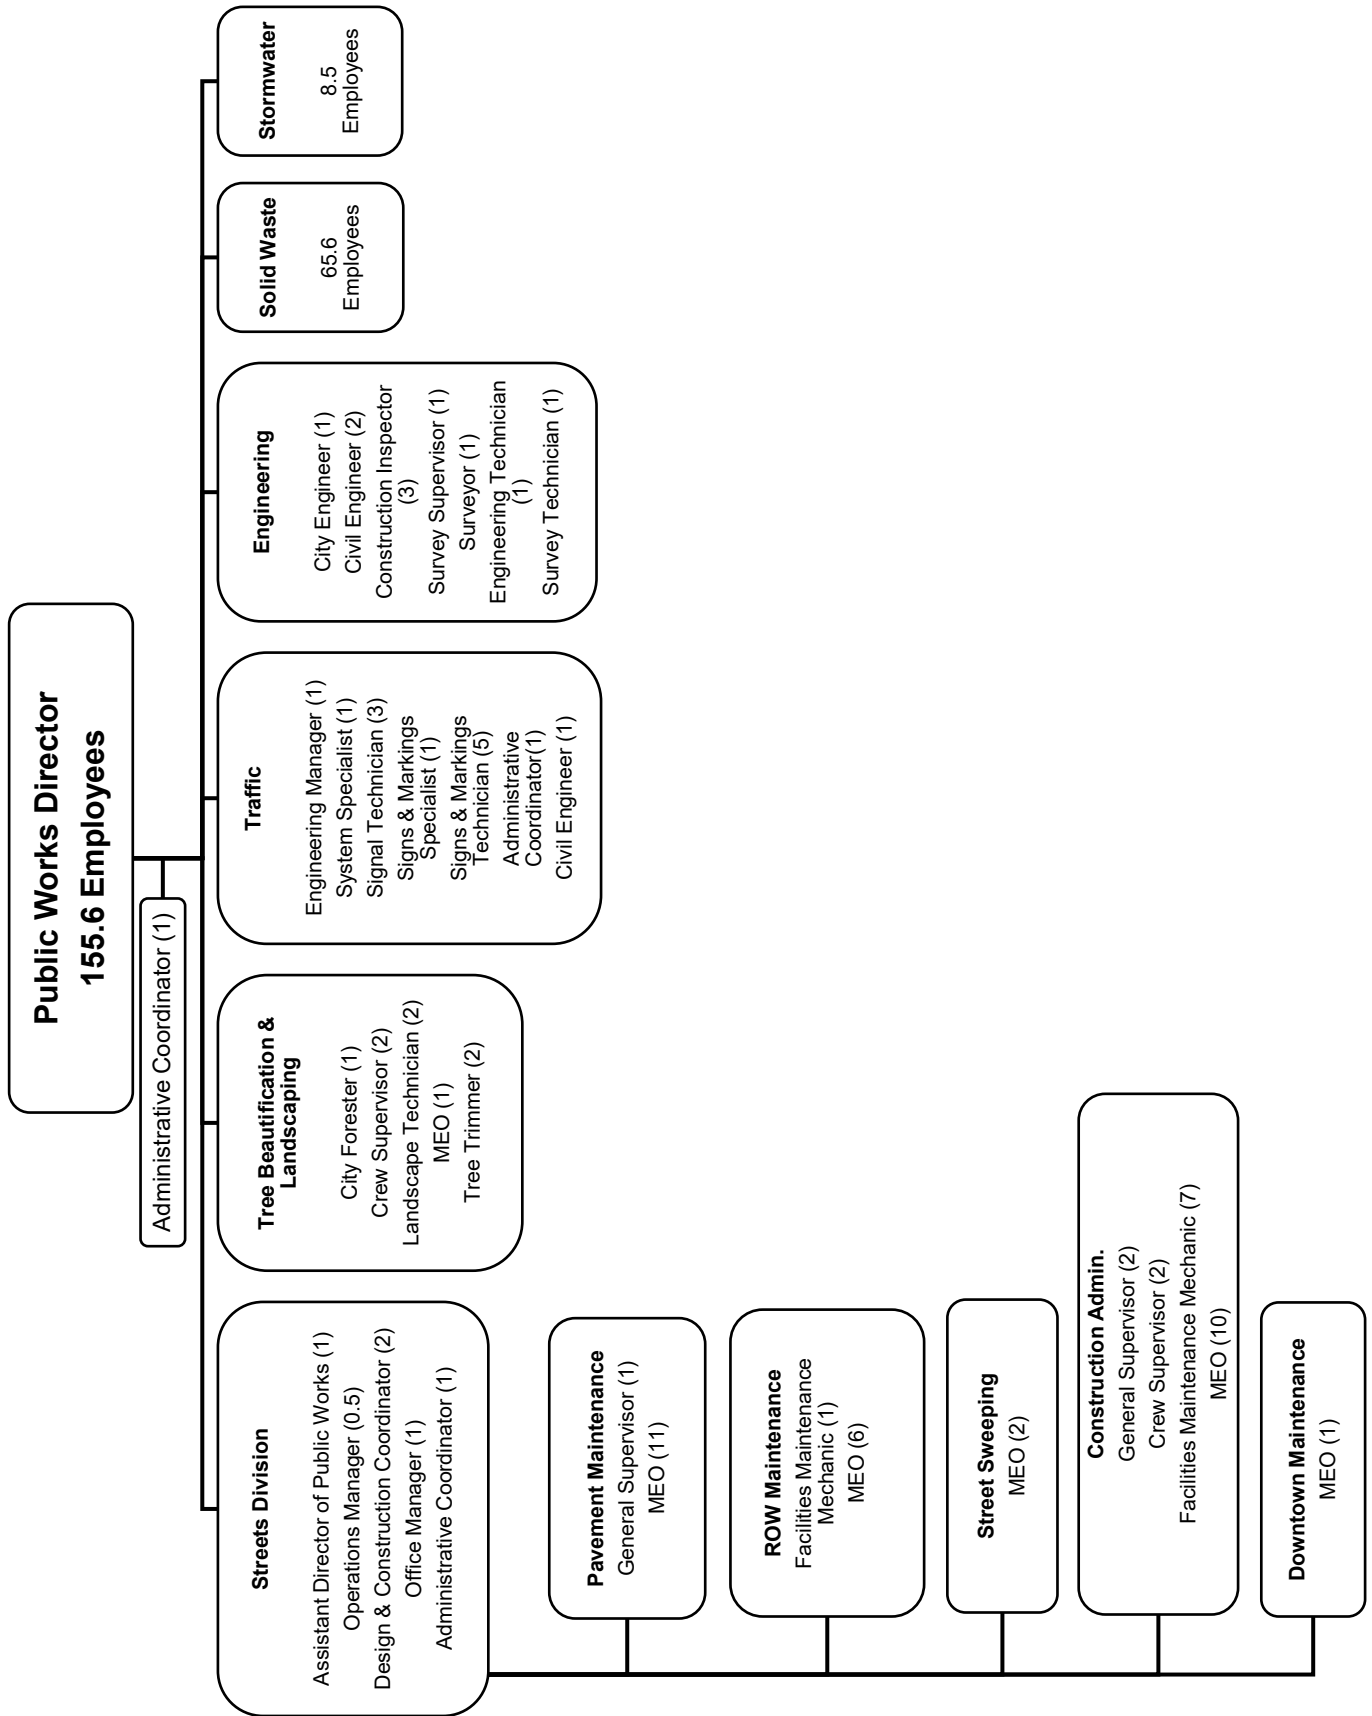 Public Works Director
155.6 Employees
Administrative Coordinator (1)
Streets Division
Assistant Director of Public Works (1)
Operations Manager (0.5)
Design & Construction Coordinator (2)
Office Manager (1)
Administrative Coordinator (1)
Pavement Maintenance
General Supervisor (1)
MEO (11)
ROW Maintenance
Facilities Maintenance
Mechanic (1)
MEO (6)
Street Sweeping
MEO (2)
Construction Admin.
General Supervisor (2)
Crew Supervisor (2)
Facilities Maintenance Mechanic (7)
MEO (10)
Downtown Maintenance
MEO (1)
Tree Beautification &
Landscaping
City Forester (1)
Crew Supervisor (2)
Landscape Technician (2)
MEO (1)
Tree Trimmer (2)
Traffic
Engineering Manager (1)
System Specialist (1)
Signal Technician (3)
Signs & Markings
Specialist (1)
Signs & Markings
Technician (5)
Administrative
Coordinator(1)
Civil Engineer (1)
Engineering
City Engineer (1)
Civil Engineer (2)
Construction Inspector
(3)
Survey Supervisor (1)
Surveyor (1)
Engineering Technician
(1)
Survey Technician (1)
Solid Waste
65.6
Employees
Stormwater
8.5
Employees